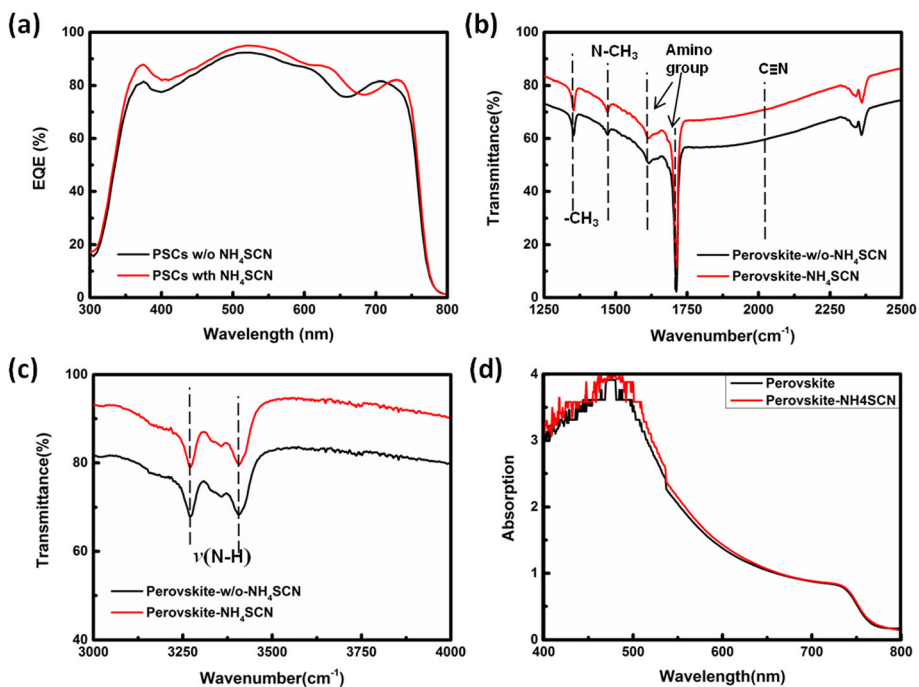 (a)
EQE (%)
100
80
60
40
20
0
PSCs w/o NH₄SCN
PSCs wth NH₄SCN
300 400 500 600 700 800
Wavelength (nm)
(b)
Transmittance(%)
100
80
60
40
20
0
N-CH₃
Amino
group
C≡N
-CH₃
Perovskite-w/o-NH₄SCN
Perovskite-NH₄SCN
1250 1500 1750 2000 2250 2500
Wavenumber(cm⁻¹)
(c)
Transmittance(%)
100
80
60
40
ν(N-H)
Perovskite-w/o-NH₄SCN
Perovskite-NH₄SCN
3000 3250 3500 3750 4000
Wavenumber(cm⁻¹)
(d)
Absorption
4
3
2
1
0
Perovskite
Perovskite-NH4SCN
400 500 600 700 800
Wavelength(nm)